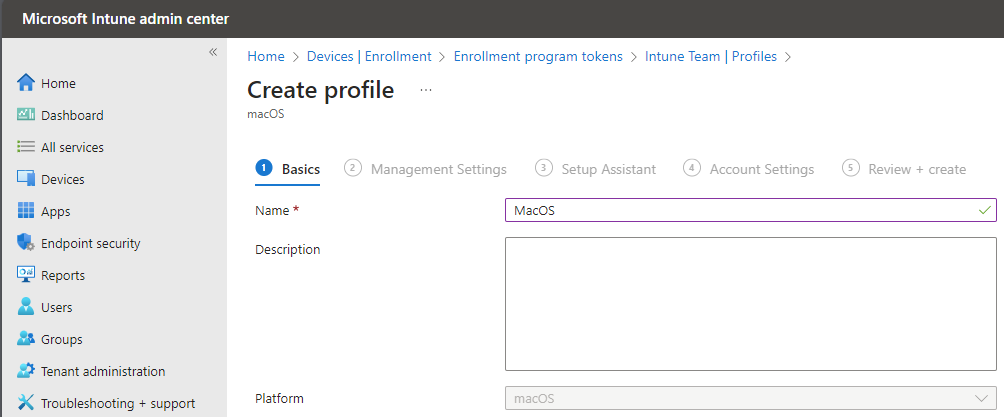 Microsoft Intune admin center
«
Home
Dashboard
All services
Devices
Apps
Endpoint security
Reports
Users
Groups
Tenant administration
Troubleshooting + support
Home > Devices | Enrollment > Enrollment program tokens > Intune Team | Profiles >
Create profile ...
macOS
1 Basics 2 Management Settings 3 Setup Assistant 4 Account Settings 5 Review + create
Name * MacOS
Description
Platform macOS